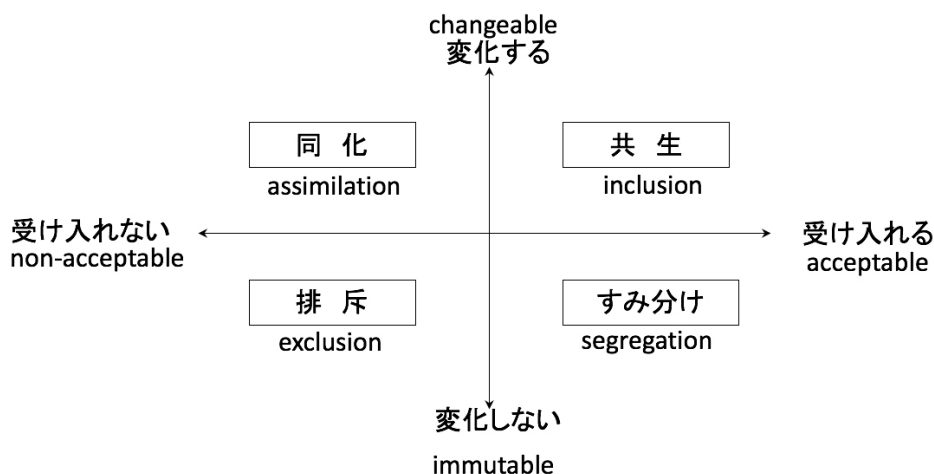 changeable
変化する
同 化
assimilation
共 生
inclusion
受け入れない
non-acceptable
受け入れる
acceptable
排 斥
exclusion
すみ分け
segregation
変化しない
immutable